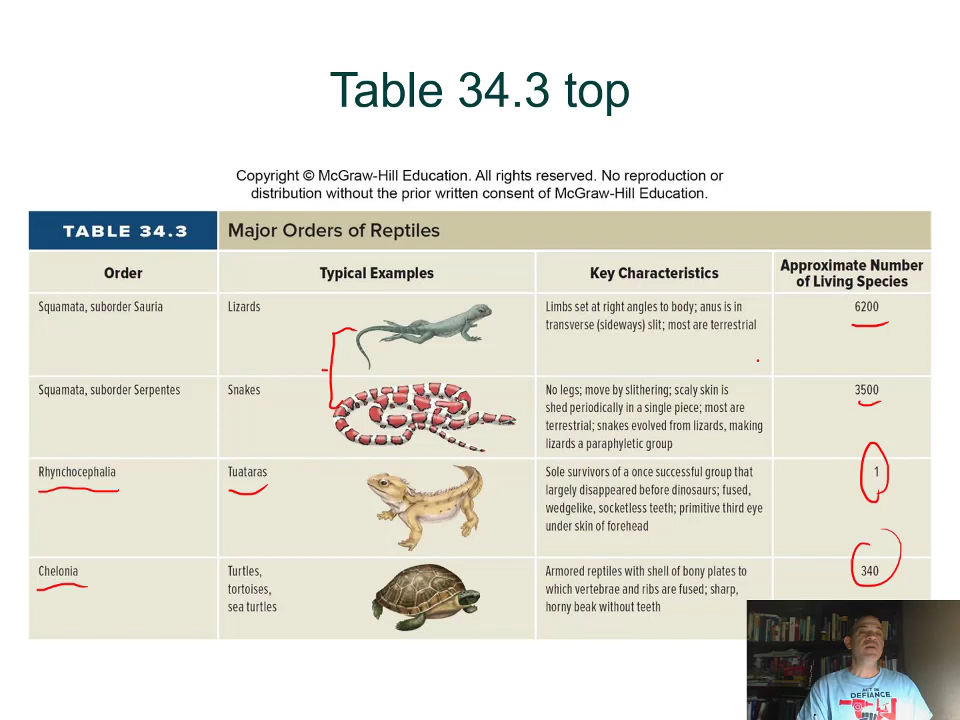 Table 34.3 top
Copyright © McGraw-Hill Education. All rights reserved. No reproduction or
distribution without the prior written consent of McGraw-Hill Education.
TABLE 34.3 Major Orders of Reptiles
Order
Typical Examples
Key Characteristics
Approximate Number
of Living Species
Squamata, suborder Sauria
Lizards
Limbs set at right angles to body; anus is in
transverse (sideways) slit; most are terrestrial
6200
Squamata, suborder Serpentes
Snakes
No legs; move by slithering; scaly skin is
shed periodically in a single piece; most are
terrestrial; snakes evolved from lizards, making
lizards a paraphyletic group
3500
Rhynchocephalia
Tuataras
Sole survivors of a once successful group that
largely disappeared before dinosaurs; fused,
wedgelike, socketless teeth; primitive third eye
under skin of forehead
1
Chelonia
Turtles,
tortoises,
sea turtles
Armored reptiles with shell of bony plates to
which vertebrae and ribs are fused; sharp,
horny beak without teeth
340
ACT IN
DEFIANCE